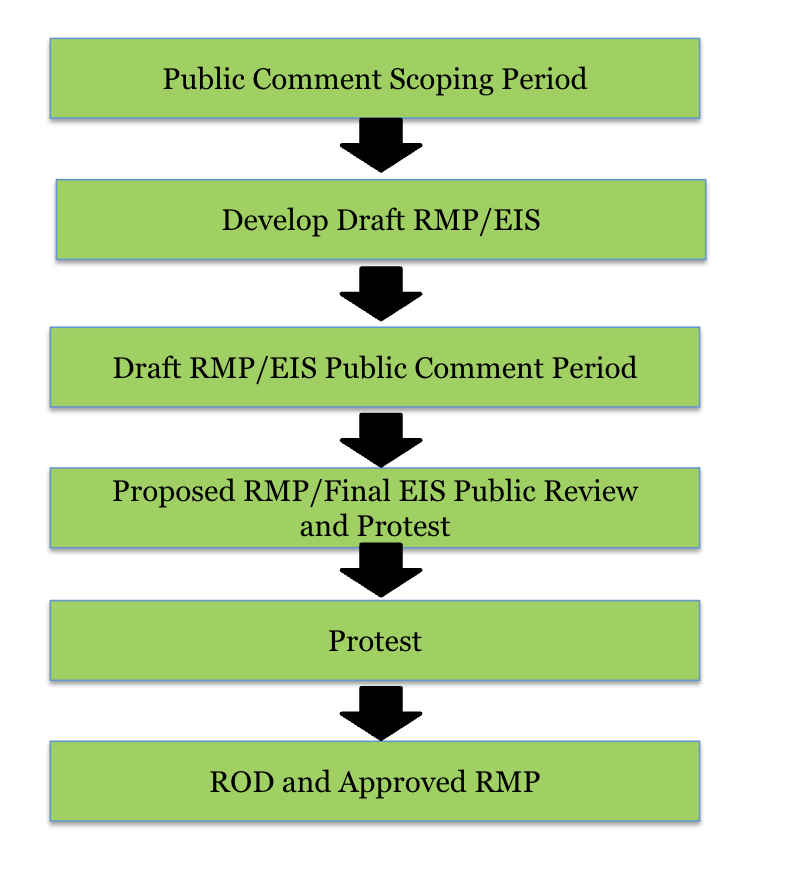 Public Comment Scoping Period
Develop Draft RMP/EIS
Draft RMP/EIS Public Comment Period
Proposed RMP/Final EIS Public Review
and Protest
Protest
ROD and Approved RMP